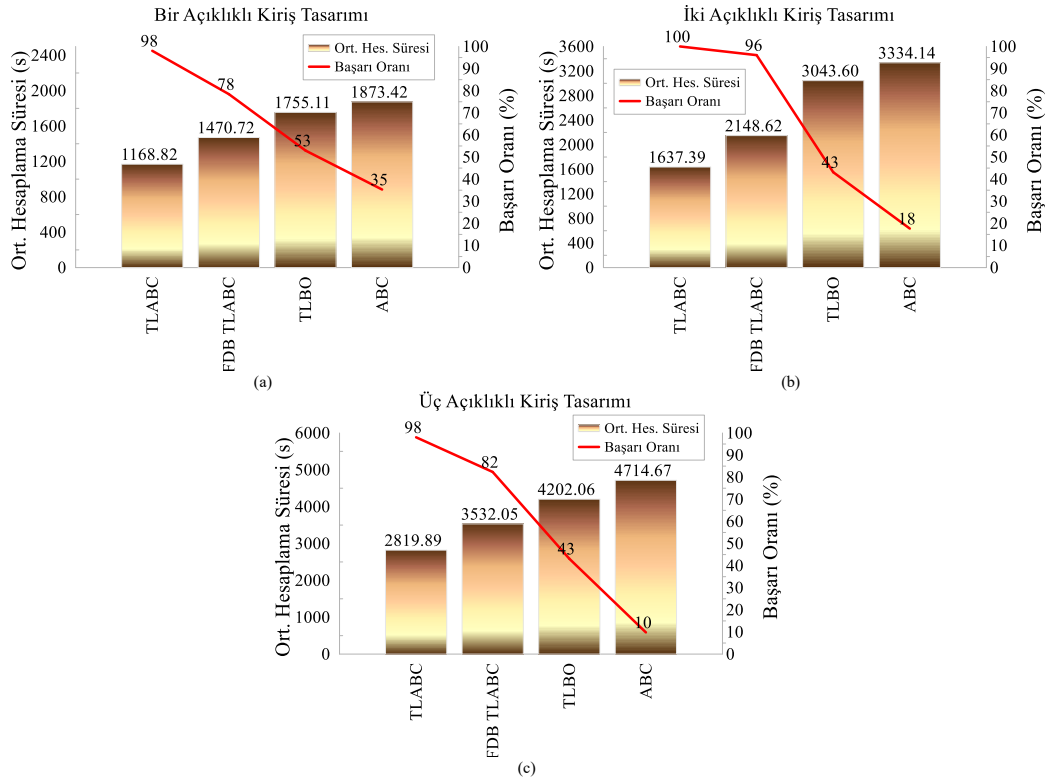 Bir Açıklıklı Kiriş Tasarımı
Ort. Hesaplama Süresi (s)
2400
2000
1600
1200
800
400
0
98
78
53
35
1168.82
1470.72
1755.11
1873.42
Ort. Hes. Süresi
Başarı Oranı
100
90
80
70
60
50
40
30
20
10
0
Başarı Oranı (%)
TLABC
FDB TLABC
TLBO
ABC
(a)
İki Açıklıklı Kiriş Tasarımı
Ort. Hesaplama Süresi (s)
3600
3200
2800
2400
2000
1600
1200
800
400
0
100
96
43
18
1637.39
2148.62
3043.60
3334.14
Ort. Hes. Süresi
Başarı Oranı
100
90
80
70
60
50
40
30
20
10
0
Başarı Oranı (%)
TLABC
FDB TLABC
TLBO
ABC
(b)
Üç Açıklıklı Kiriş Tasarımı
Ort. Hesaplama Süresi (s)
6000
5000
4000
3000
2000
1000
0
98
82
43
10
2819.89
3532.05
4202.06
4714.67
Ort. Hes. Süresi
Başarı Oranı
100
90
80
70
60
50
40
30
20
10
0
Başarı Oranı (%)
TLABC
FDB TLABC
TLBO
ABC
(c)